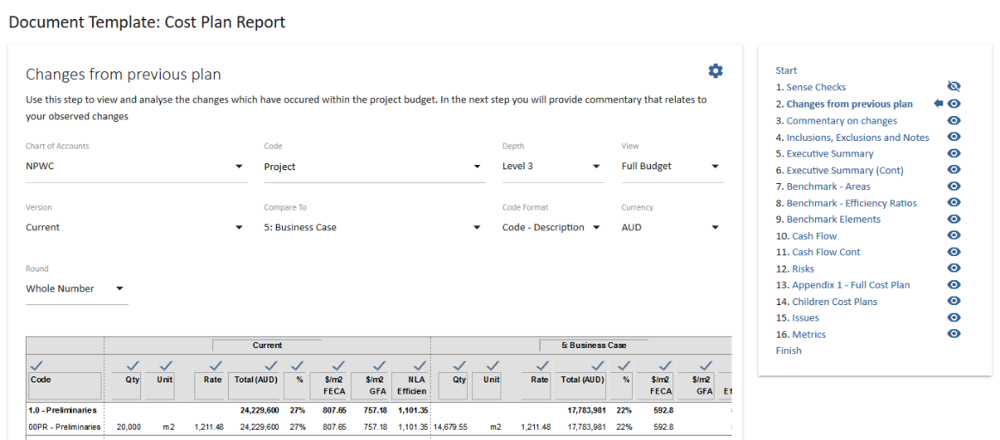 Document Template: Cost Plan Report
Changes from previous plan
Use this step to view and analyse the changes which have occured within the project budget. In the next step you will provide commentary that relates to
your observed changes
Chart of Accounts Code Depth View
NPWC Project Level 3 Full Budget
Version Compare To Code Format Currency
Current 5: Business Case Code - Description AUD
Round
Whole Number
Current 5: Business Case
Code Qty Unit Rate Total (AUD) % $/m2 FECA $/m2 GFA NLA Efficien Qty Unit Rate Total (AUD) % $/m2 FECA $/m2 GFA
1.0 - Preliminaries 24,229,600 27% 807.65 757.18 1,101.35 17,783,981 22% 592.8
00PR - Preliminaries 20,000 m2 1,211.48 24,229,600 27% 807.65 757.18 1,101.35 14,679.55 m2 1,211.48 17,783,981 22% 592.8
Start
1. Sense Checks
2. Changes from previous plan
3. Commentary on changes
4. Inclusions, Exclusions and Notes
5. Executive Summary
6. Executive Summary (Cont)
7. Benchmark - Areas
8. Benchmark - Efficiency Ratios
9. Benchmark Elements
10. Cash Flow
11. Cash Flow Cont
12. Risks
13. Appendix 1 - Full Cost Plan
14. Children Cost Plans
15. Issues
16. Metrics
Finish